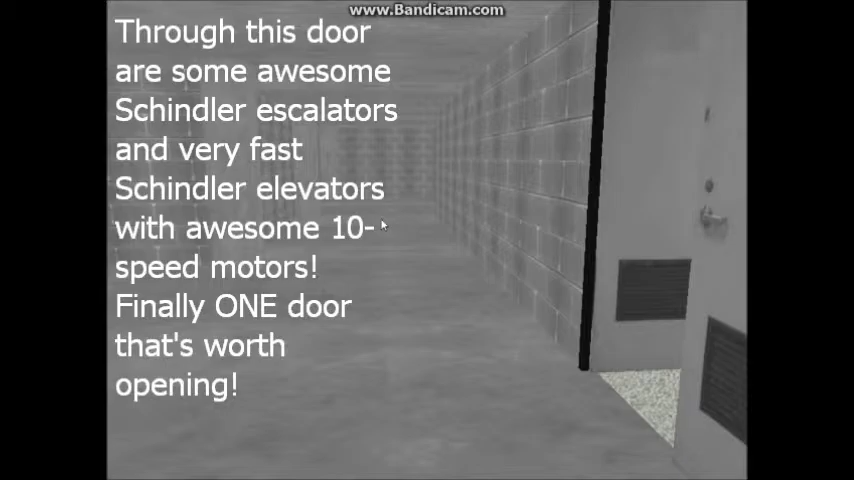 www.Bandicam.com
Through this door
are some awesome
Schindler escalators
and very fast
Schindler elevators
with awesome 10-
speed motors!
Finally ONE door
that's worth
opening!